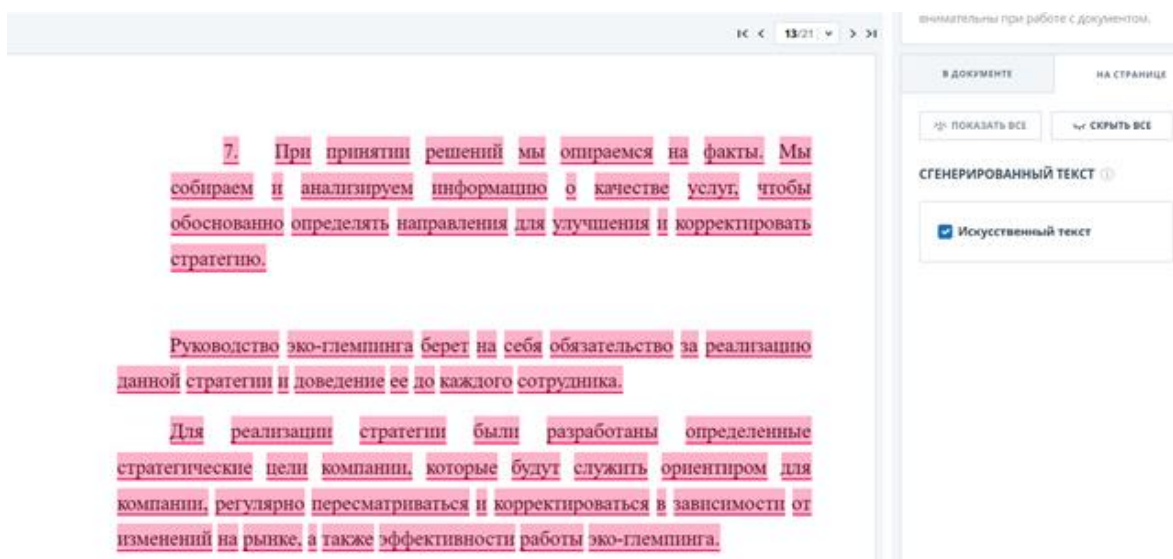 внимательны при работе с документом.
13/21
В ДОКУМЕНТЕ
НА СТРАНИЦЕ
ПОКАЗАТЬ ВСЕ
СКРЫТЬ ВСЕ
СГЕНЕРИРОВАННЫЙ ТЕКСТ
Искусственный текст
7. При принятии решений мы опираемся на факты. Мы
собираем и анализируем информацию о качестве услуг, чтобы
обоснованно определять направления для улучшения и корректировать
стратегию.
Руководство эко-глемпинга берет на себя обязательство за реализацию
данной стратегии и доведение ее до каждого сотрудника.
Для реализации стратегии были разработаны определенные
стратегические цели компании, которые будут служить ориентиром для
компании, регулярно пересматриваться и корректироваться в зависимости от
изменений на рынке, а также эффективности работы эко-глемпинга.